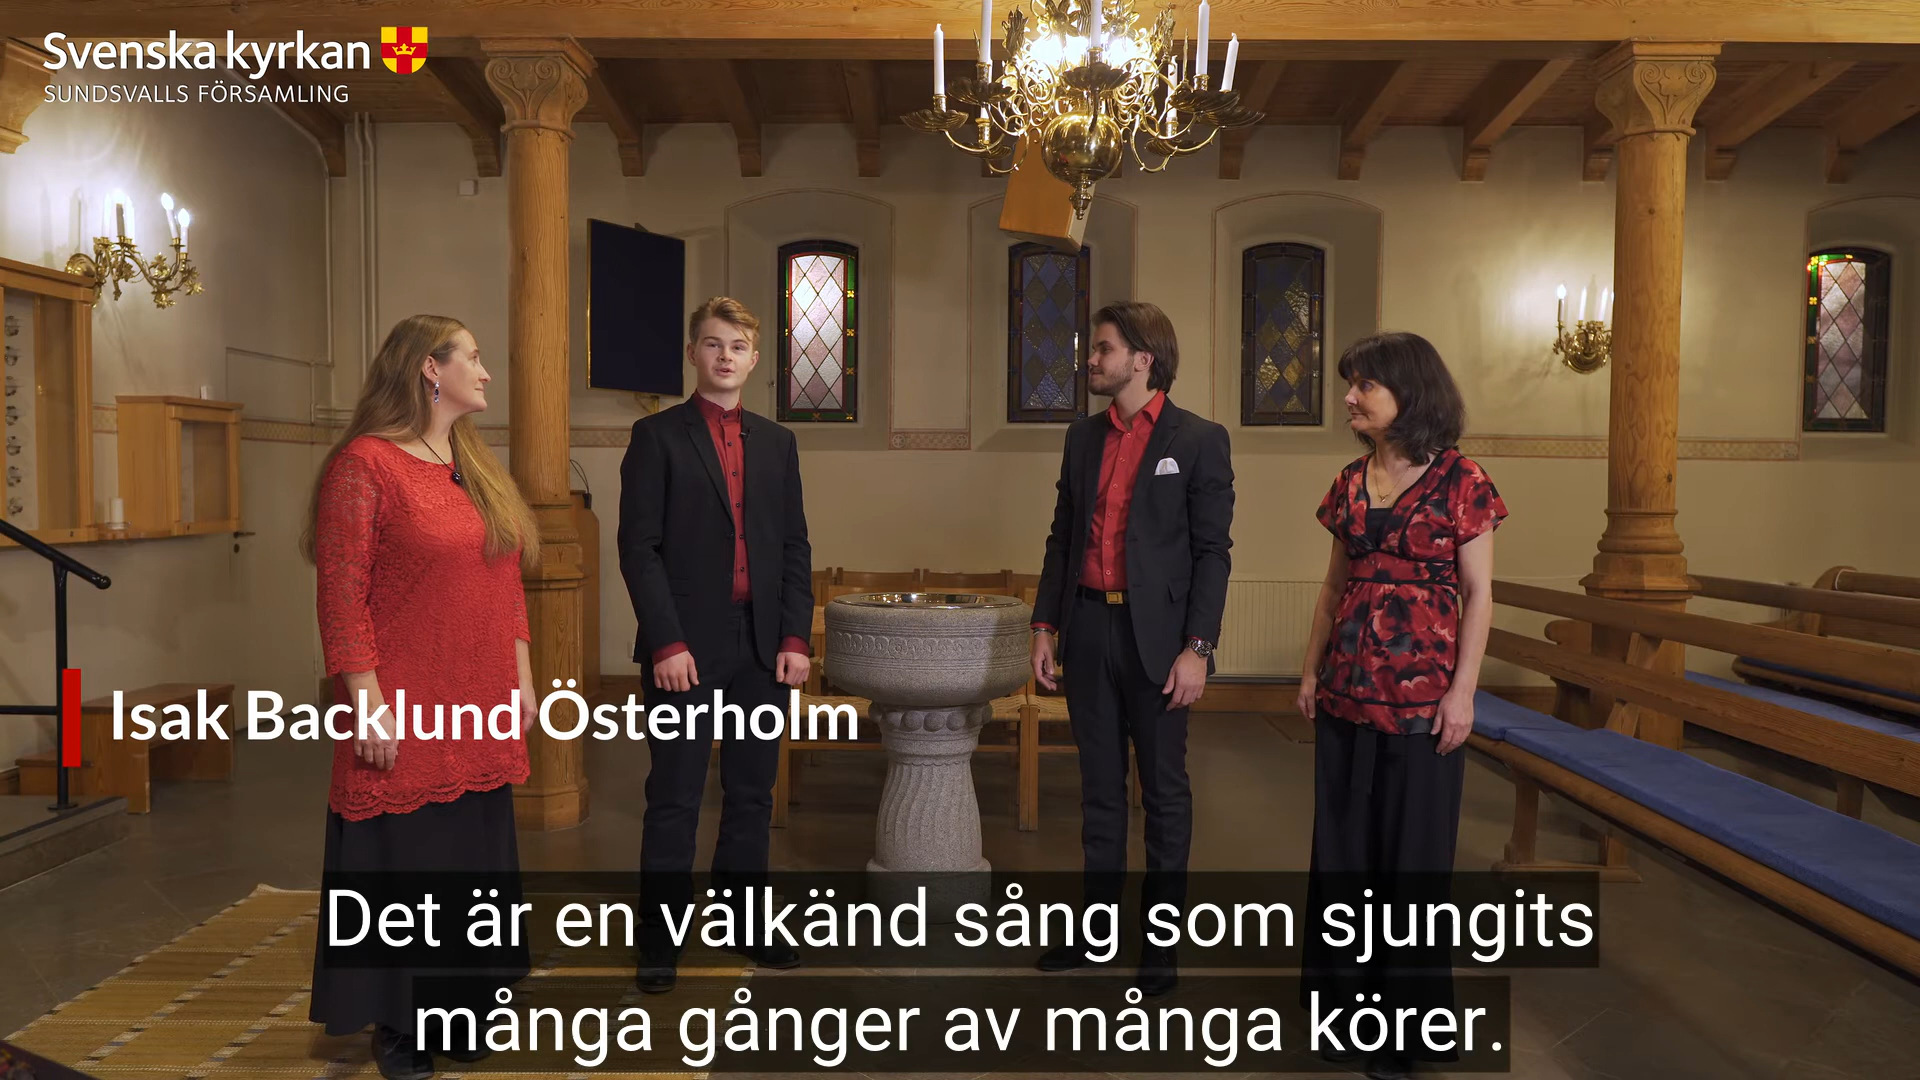 Svenska kyrkan
SUNDSVALLS FÖRSAMLING
Isak Backlund Österholm
Det är en välkänd sång som sjungits
många gånger av många körer.